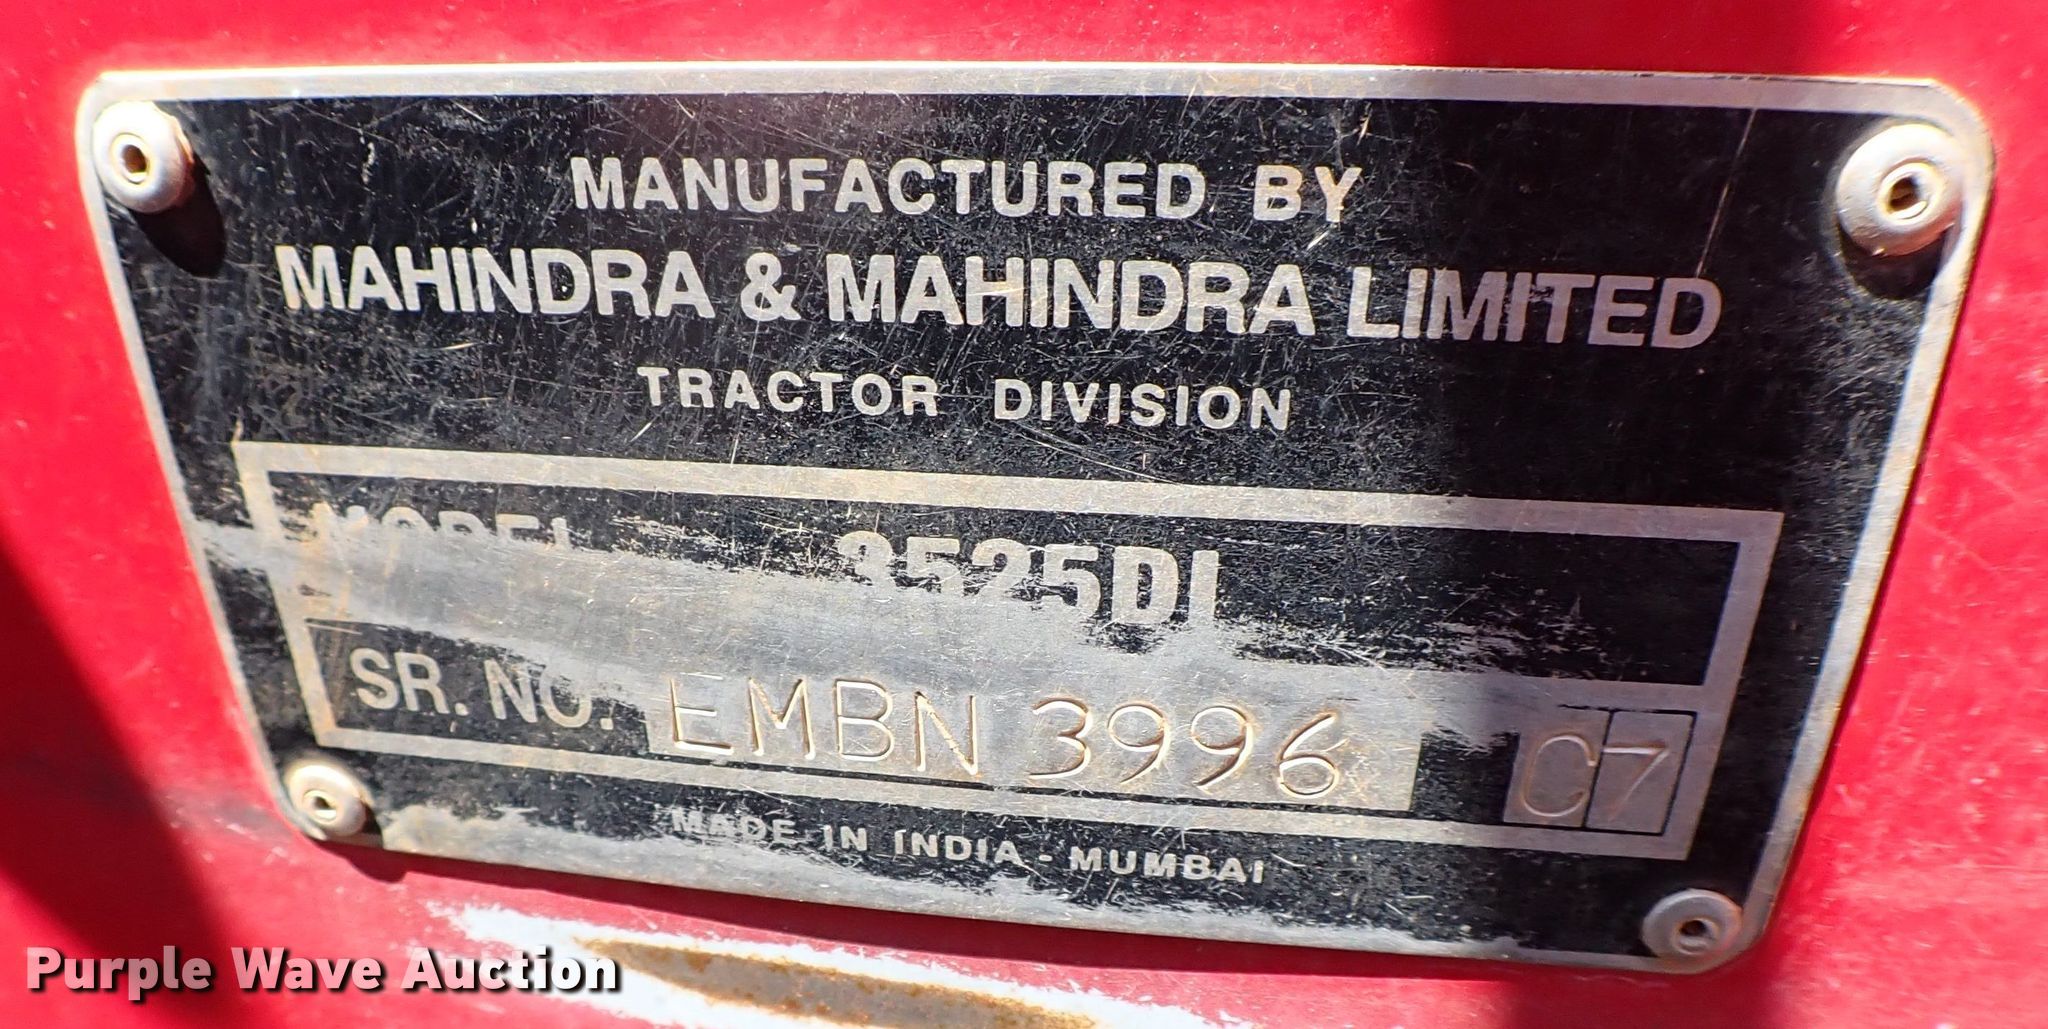 MANUFACTURED BY
MAHINDRA & MAHINDRA LIMITED
TRACTOR DIVISION
MODEL 3525DI
SR. NO. EMBN 3996 C7
MADE IN INDIA - MUMBAI
Purple Wave Auction